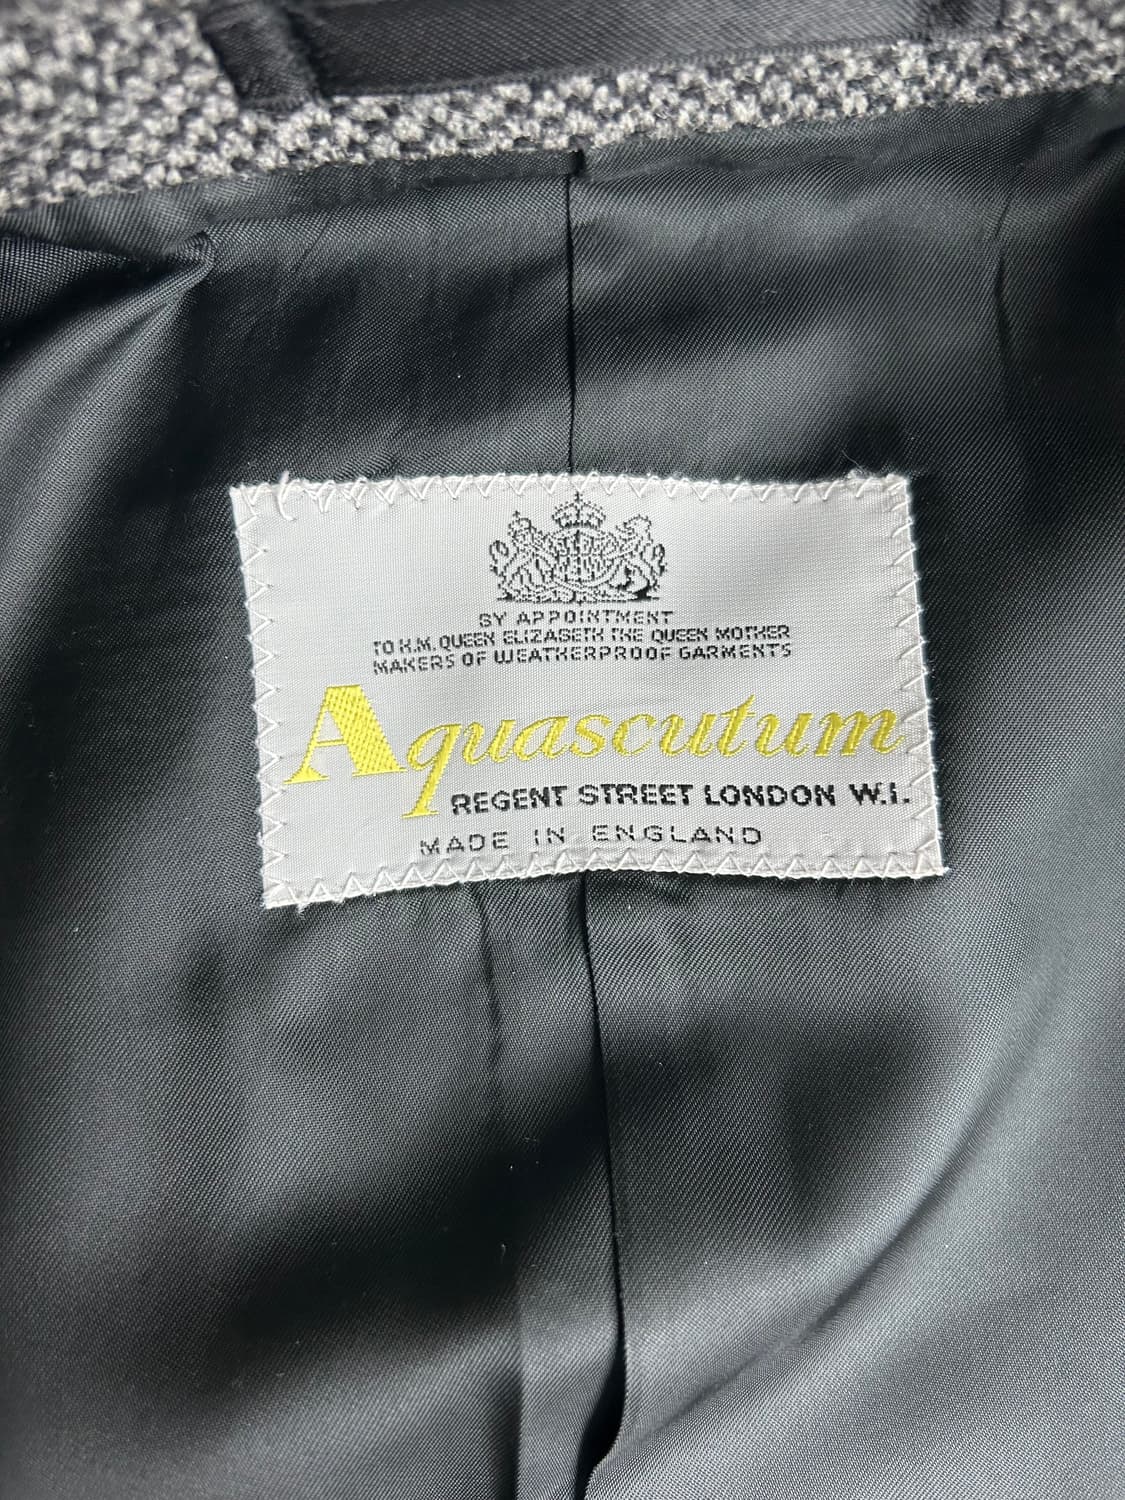 BY APPOINTMENT
TO H.M. QUEEN ELIZABETH THE QUEEN MOTHER
MAKERS OF WEATHERPROOF GARMENTS
Aquascutum
REGENT STREET LONDON W.1.
MADE IN ENGLAND